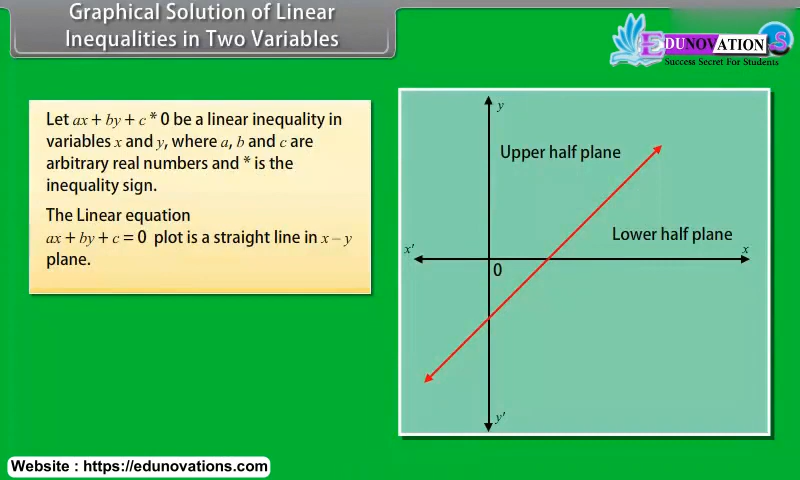 Graphical Solution of Linear
Inequalities in Two Variables
EDUNOVATION S
Success Secret For Students
Let ax + by + c * 0 be a linear inequality in
variables x and y, where a, b and c are
arbitrary real numbers and * is the
inequality sign.
The Linear equation
ax + by + c = 0 plot is a straight line in x – y
plane.
y
Upper half plane
Lower half plane
x′
x
0
y′
Website : https://edunovations.com